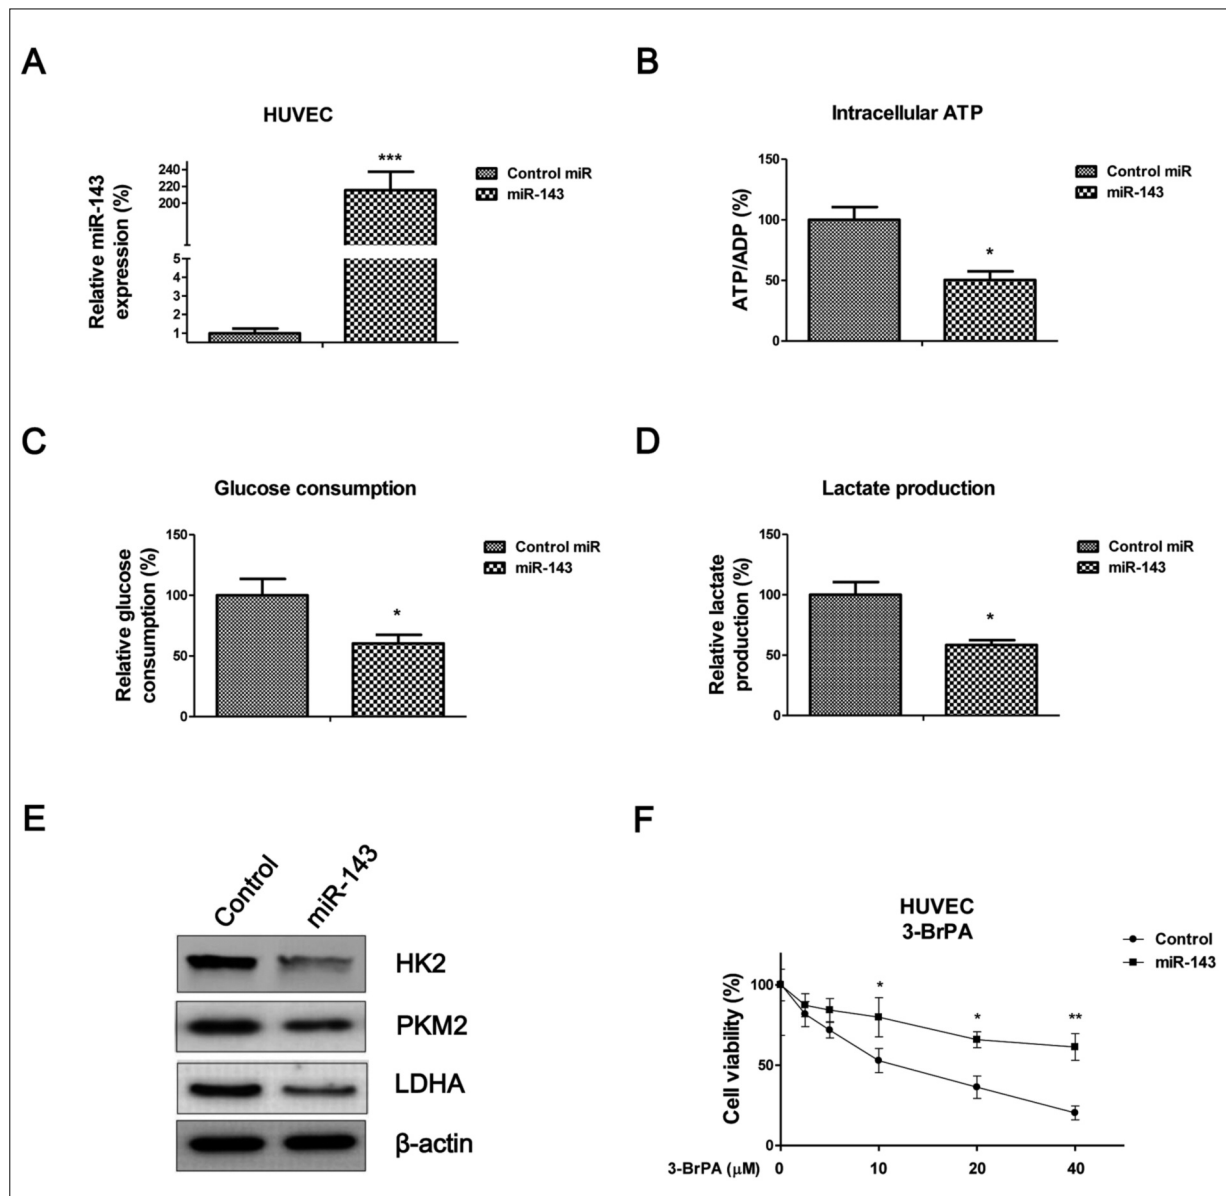 A
HUVEC
***
Relative miR-143
expression (%)
240
220
200
5
4
3
2
1
Control miR
miR-143
B
Intracellular ATP
ATP/ADP (%)
150
100
50
0
*
Control miR
miR-143
C
Glucose consumption
Relative glucose
consumption (%)
150
100
50
0
*
Control miR
miR-143
D
Lactate production
Relative lactate
production (%)
150
100
50
0
*
Control miR
miR-143
E
Control
miR-143
HK2
PKM2
LDHA
β-actin
F
HUVEC
3-BrPA
Control
miR-143
Cell viability (%)
100
50
0
*
*
**
3-BrPA (μM) 0 10 20 40